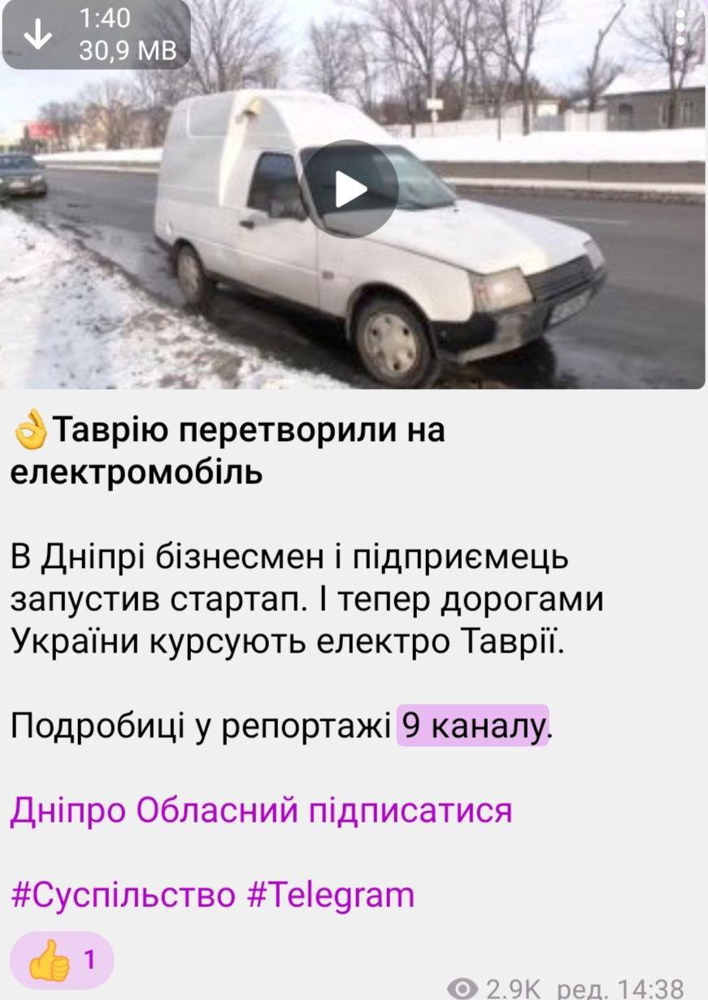 1:40
30,9 MB
👌Таврію перетворили на
електромобіль
В Дніпрі бізнесмен і підприємець
запустив стартап. І тепер дорогами
України курсують електро Таврії.
Подробиці у репортажі 9 каналу.
Дніпро Обласний підписатися
#Суспільство #Telegram
👍 1
2.9K ред. 14:38